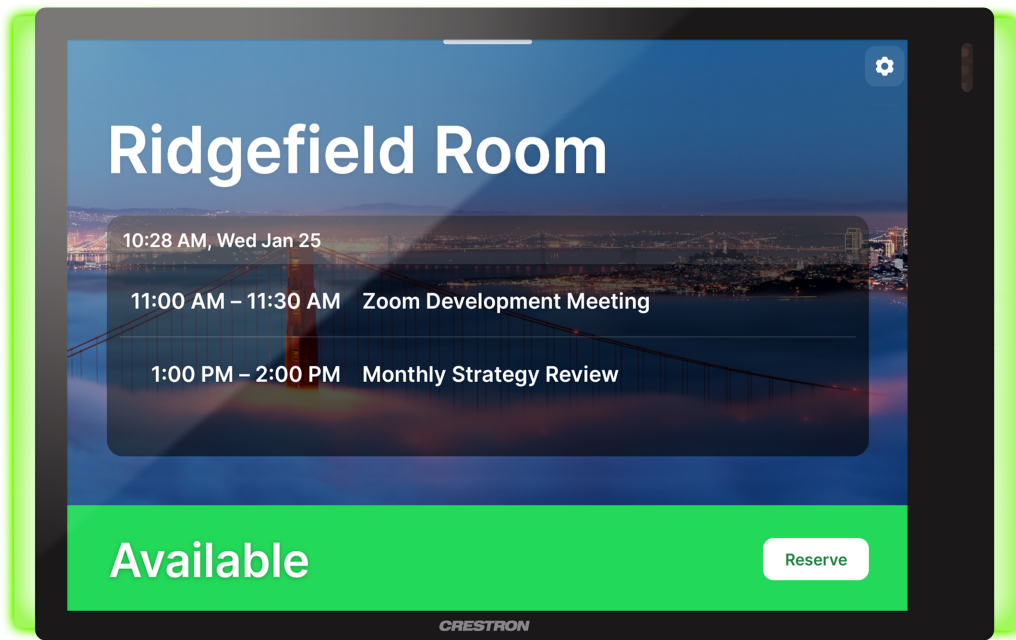 Ridgefield Room
10:28 AM, Wed Jan 25
11:00 AM – 11:30 AM Zoom Development Meeting
1:00 PM – 2:00 PM Monthly Strategy Review
Available
Reserve
CRESTRON